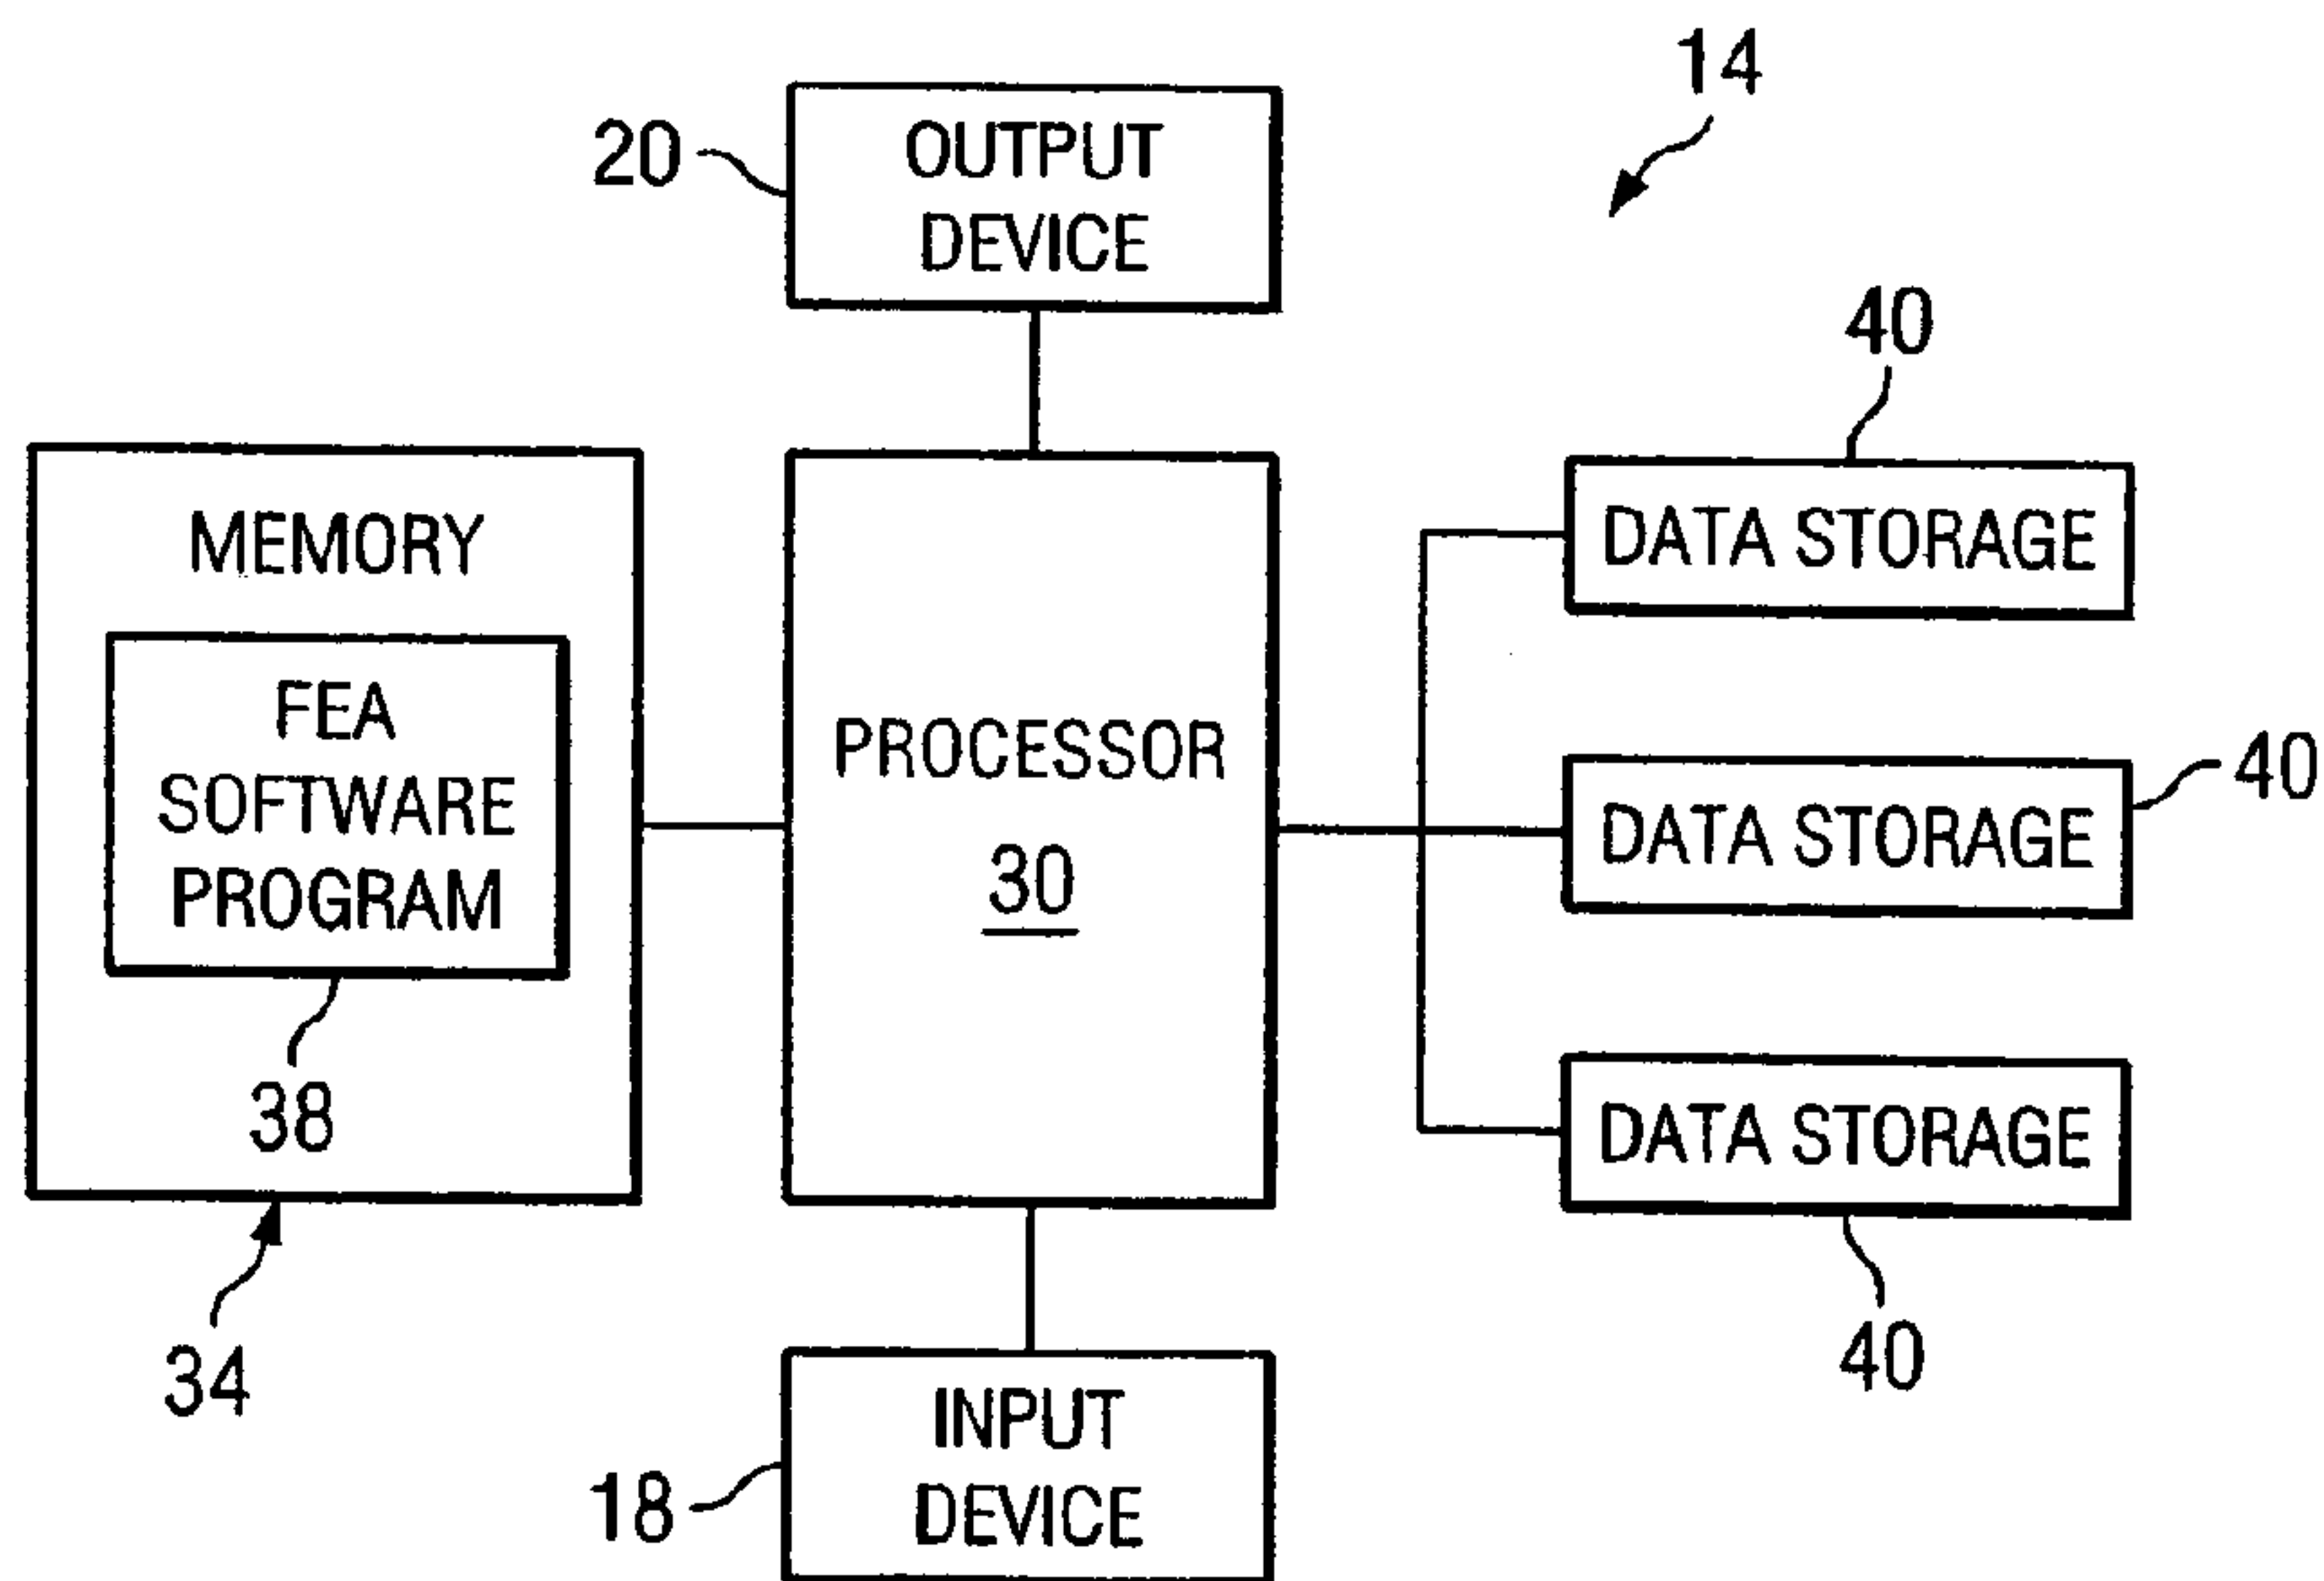 14
20
OUTPUT
DEVICE
40
MEMORY
DATA STORAGE
FEA
SOFTWARE
PROGRAM
38
34
PROCESSOR
30
DATA STORAGE
40
DATA STORAGE
40
18
INPUT
DEVICE